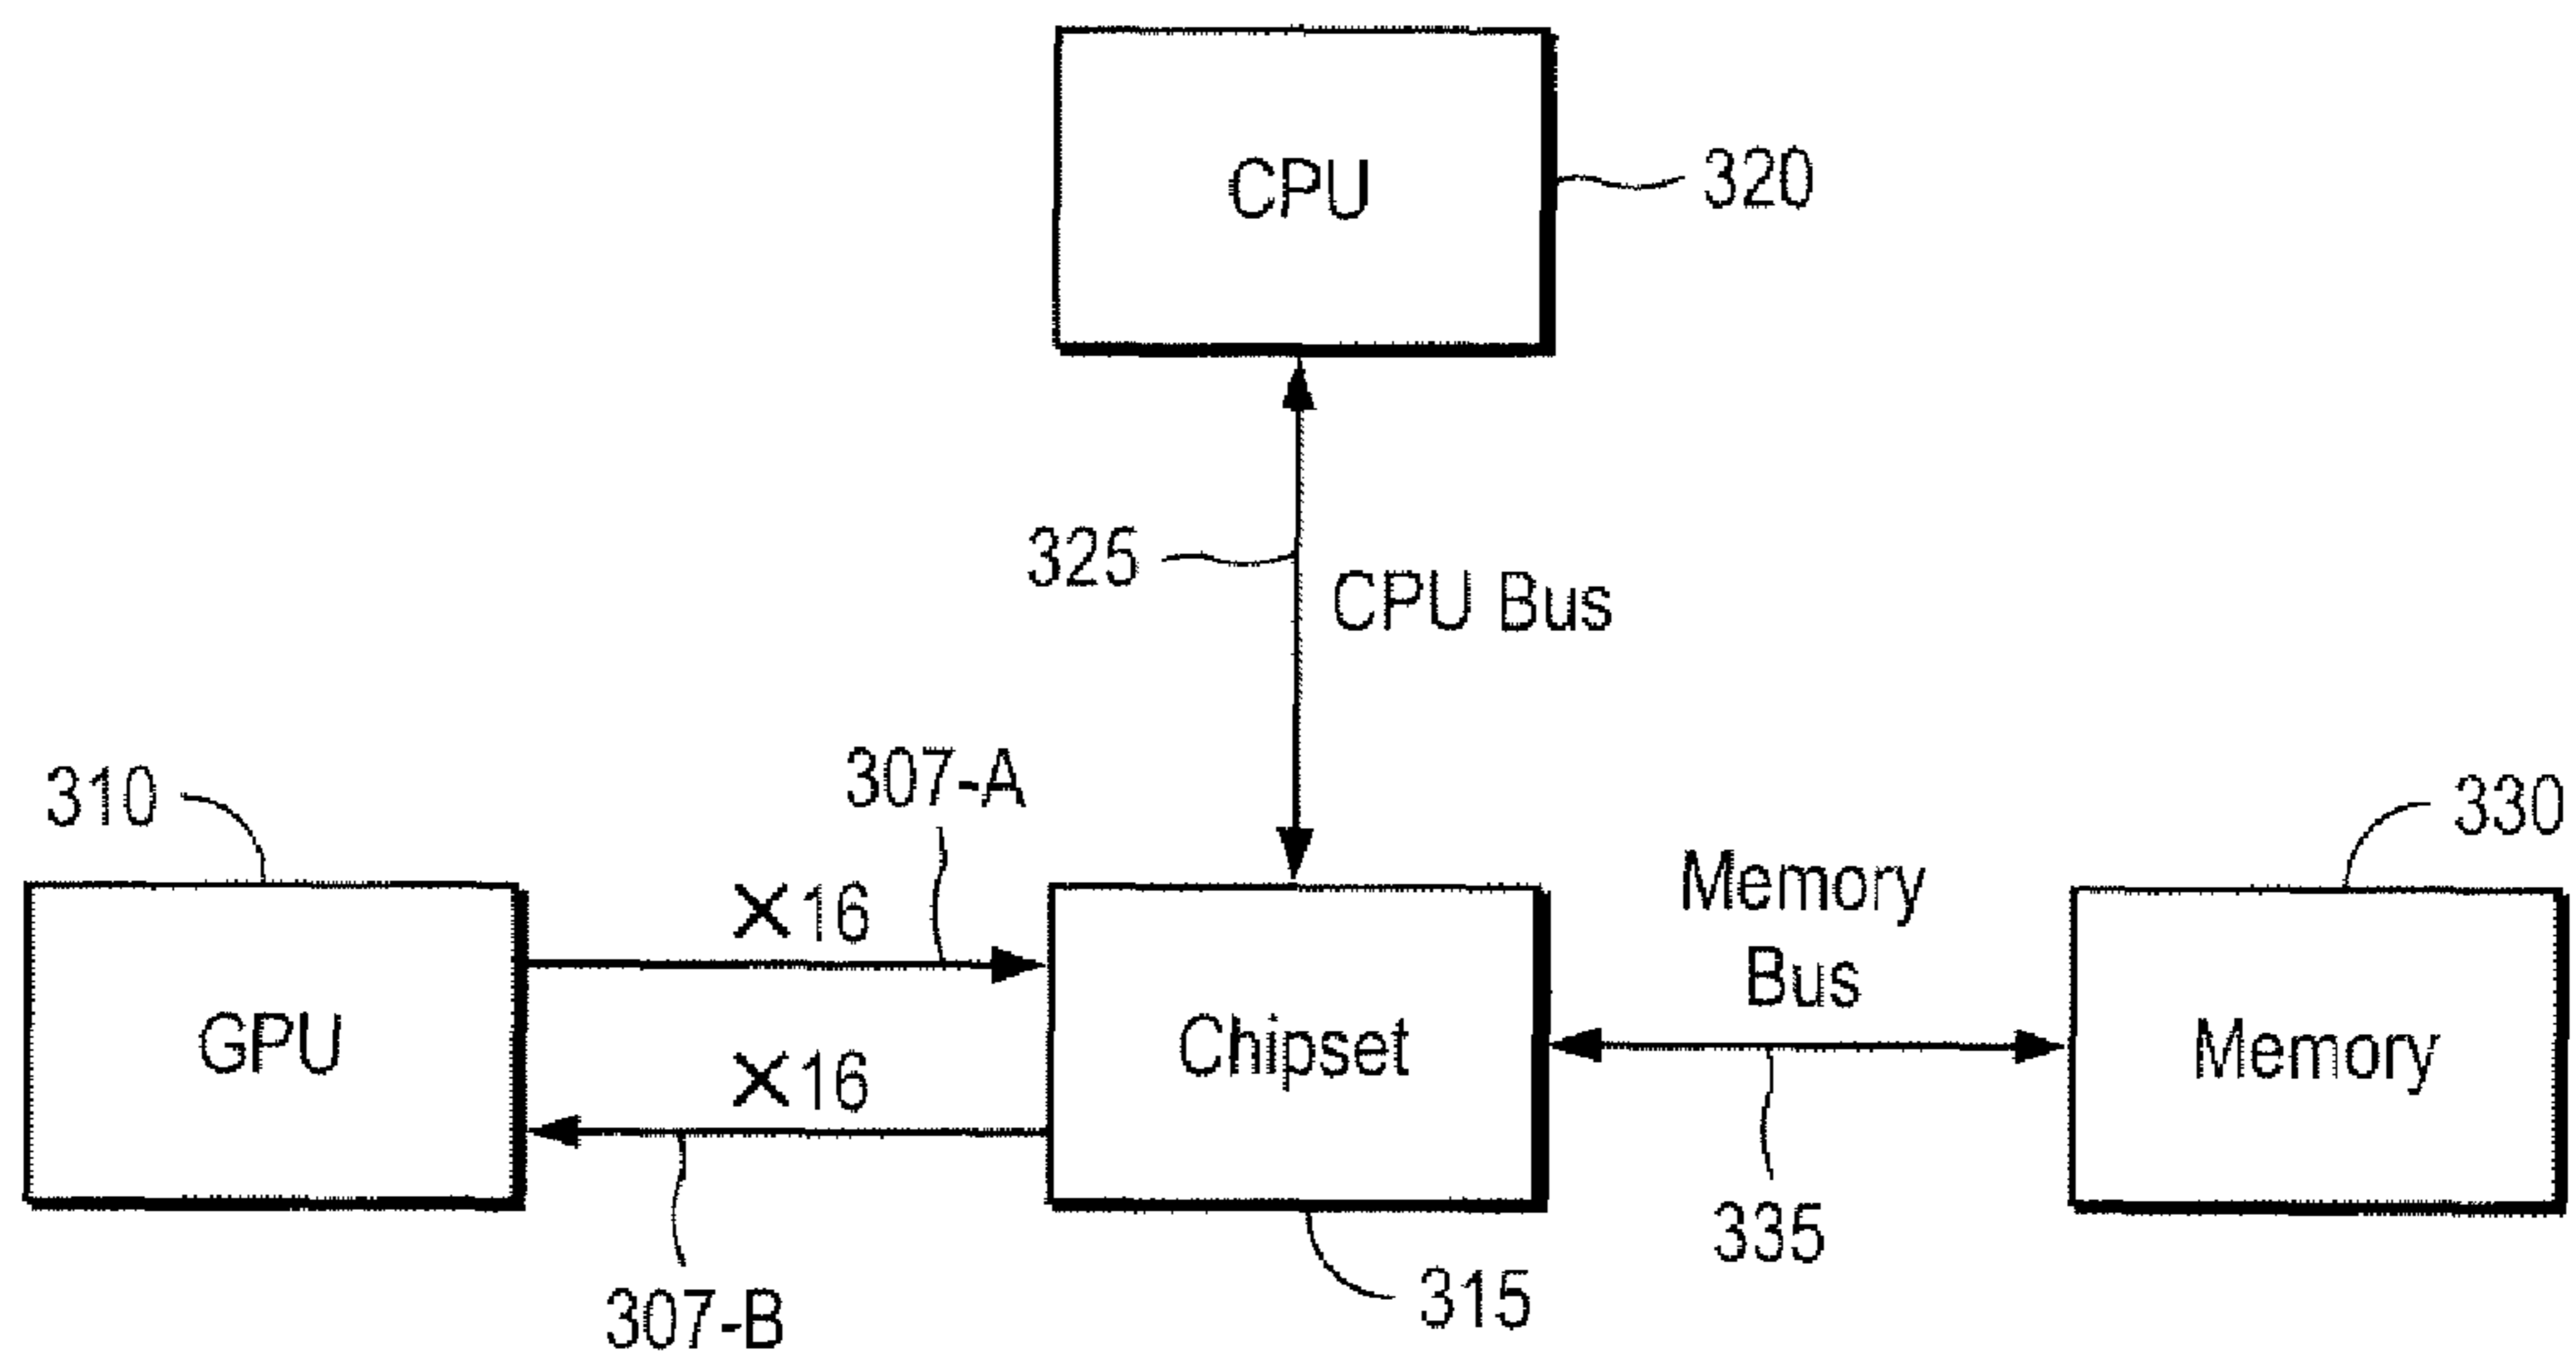 CPU
320
325
CPU Bus
307-A
310
330
Memory
Bus
×16
GPU
Chipset
Memory
×16
335
315
307-B